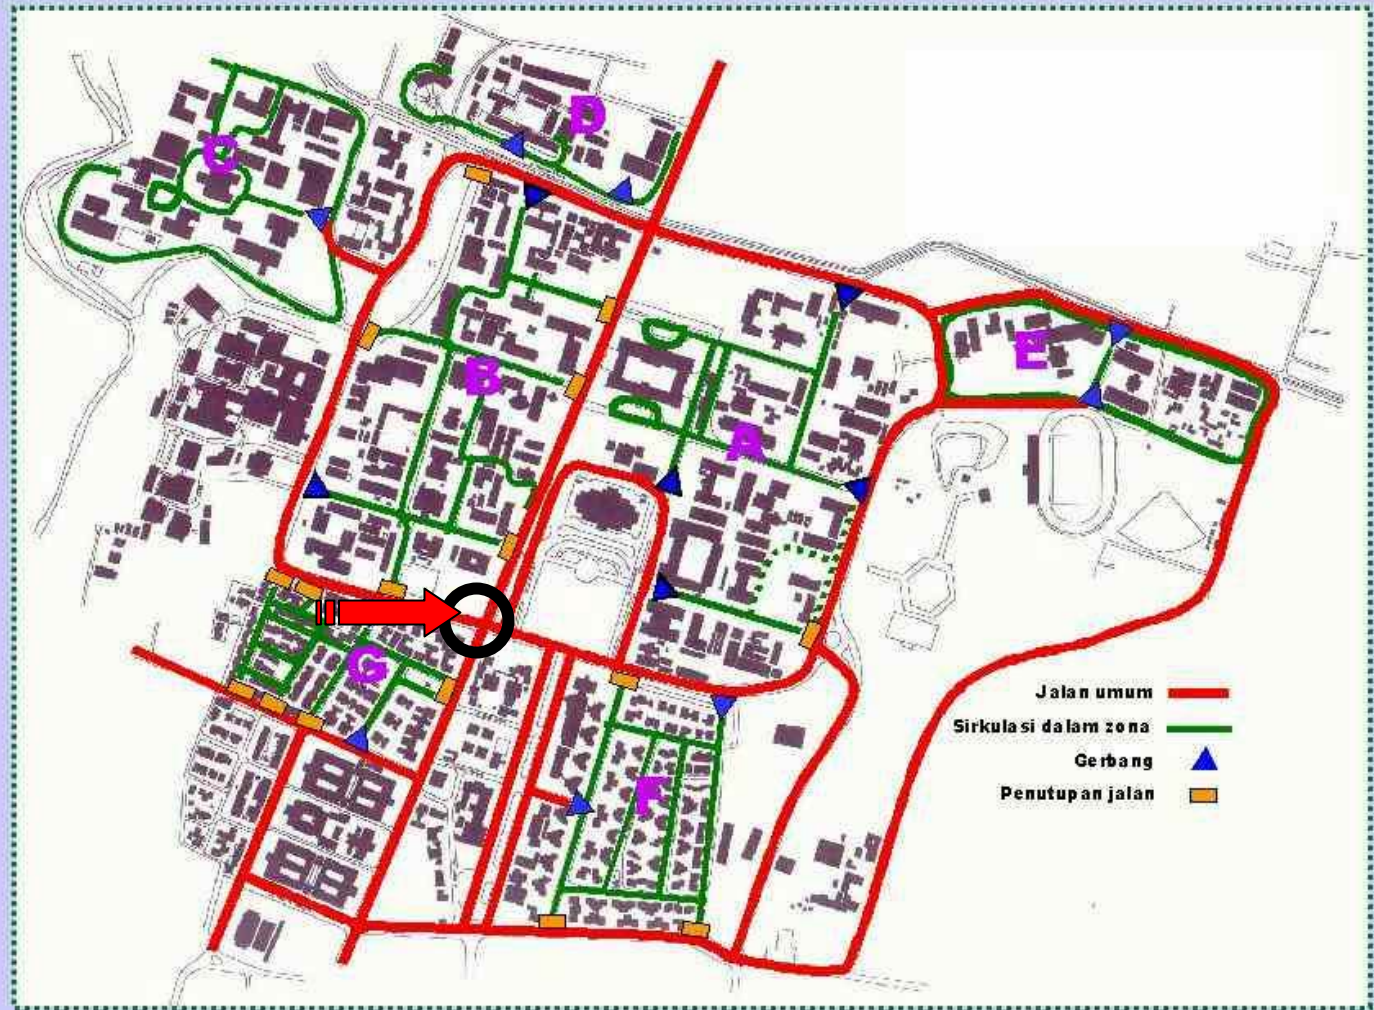 D
C
E
B
A
G
F
Jalan umum
Sirkulasi dalam zona
Gerbang
Penutupan jalan